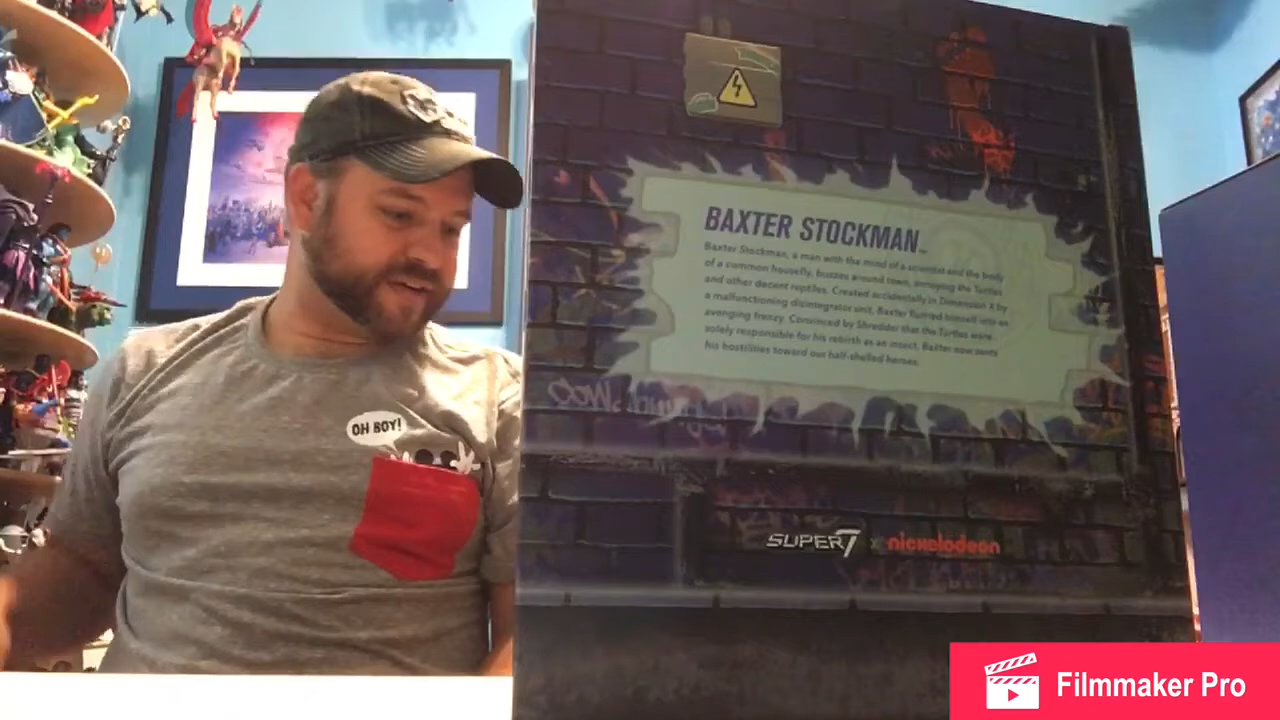 OH BOY!
BAXTER STOCKMAN™
Baxter Stockman, a man with the mind of a scientist and the body
of a common housefly, buzzes around town, annoying the Turtles
and other decent reptiles. Created accidentally in Dimension X by
a malfunctioning disintegrator unit, Baxter flurried himself into an
avenging frenzy. Convinced by Shredder that the Turtles were
solely responsible for his rebirth as an insect, Baxter now vents
his hostilities toward our half-shelled heroes.
SUPER7 x nickelodeon
Filmmaker Pro